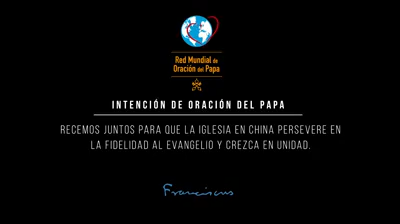 Red Mundial de
Oración del Papa
INTENCIÓN DE ORACIÓN DEL PAPA
RECEMOS JUNTOS PARA QUE LA IGLESIA EN CHINA PERSEVERE EN
LA FIDELIDAD AL EVANGELIO Y CREZCA EN UNIDAD.
Franciscus